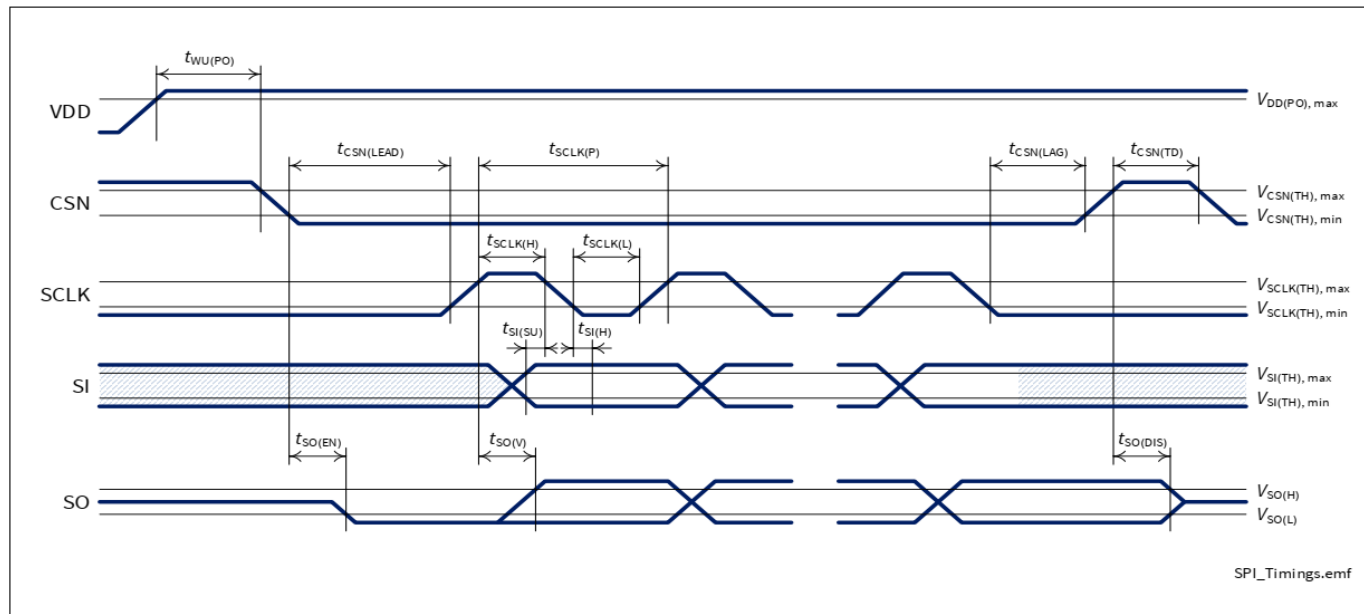 tWU(PO)
VDD
VDD(PO), max
tCSN(LEAD)
tSCLK(P)
tCSN(LAG)
tCSN(TD)
CSN
VCSN(TH), max
VCSN(TH), min
tSCLK(H)
tSCLK(L)
SCLK
VSCLK(TH), max
VSCLK(TH), min
tSI(SU)
tSI(H)
SI
VSI(TH), max
VSI(TH), min
tSO(EN)
tSO(V)
tSO(DIS)
SO
VSO(H)
VSO(L)
SPI_Timings.emf